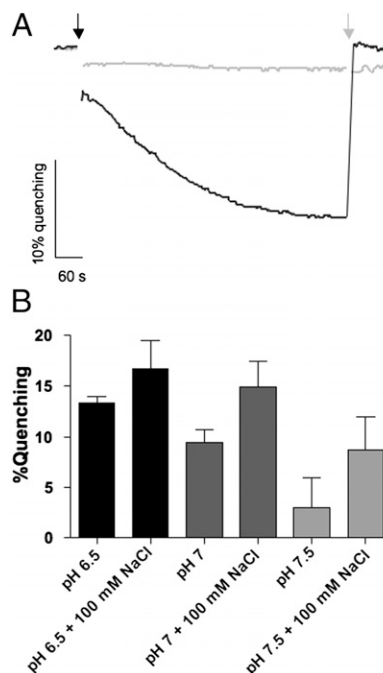 A
10% quenching
60 s
B
%Quenching
20
15
10
5
0
pH 6.5
pH 6.5 + 100 mM NaCl
pH 7
pH 7 + 100 mM NaCl
pH 7.5
pH 7.5 + 100 mM NaCl